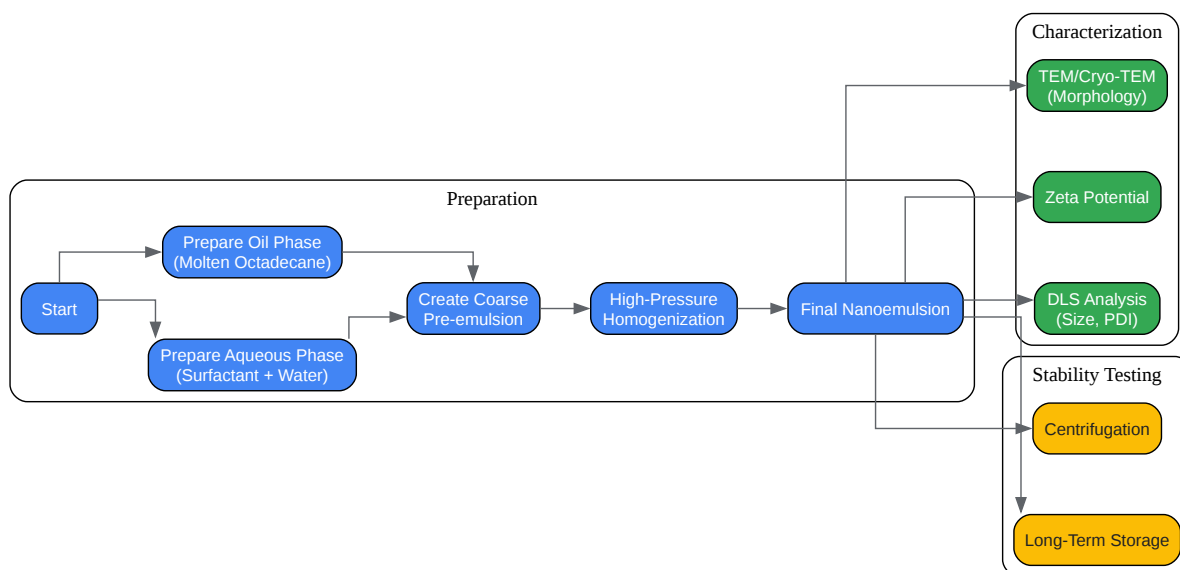 Preparation
Start
Prepare Oil Phase
(Molten Octadecane)
Prepare Aqueous Phase
(Surfactant + Water)
Create Coarse
Pre-emulsion
High-Pressure
Homogenization
Final Nanoemulsion
Characterization
TEM/Cryo-TEM
(Morphology)
Zeta Potential
DLS Analysis
(Size, PDI)
Stability Testing
Centrifugation
Long-Term Storage